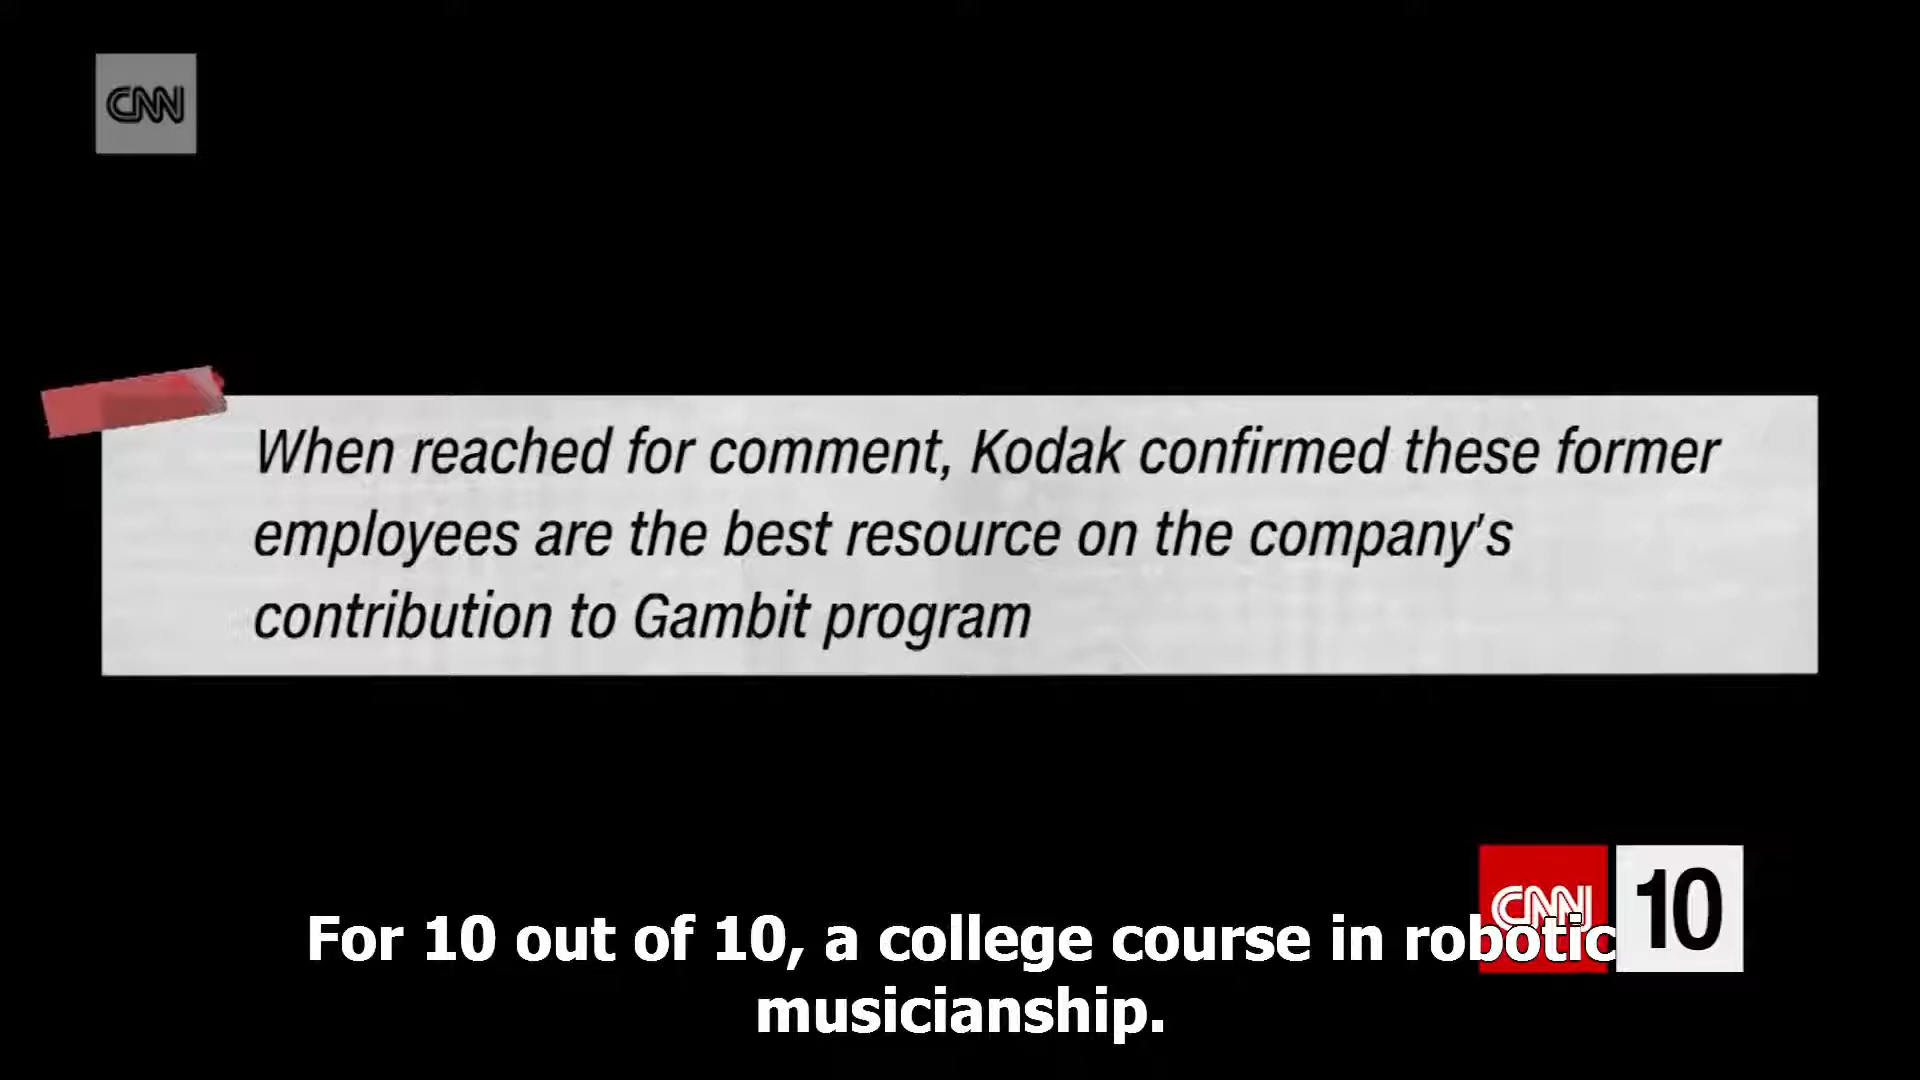 CNN
When reached for comment, Kodak confirmed these former
employees are the best resource on the company's
contribution to Gambit program
CNN 10
For 10 out of 10, a college course in robotic
musicianship.